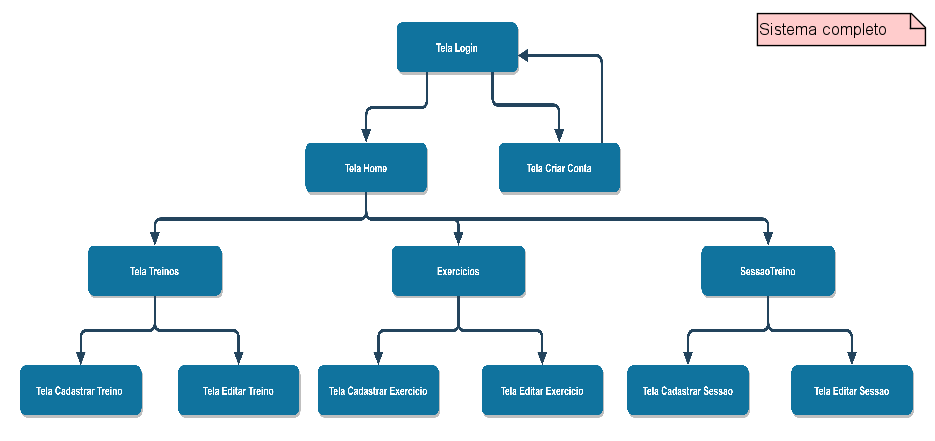 Sistema completo
Tela Login
Tela Home
Tela Criar Conta
Tela Treinos
Exercicios
SessaoTreino
Tela Cadastrar Treino
Tela Editar Treino
Tela Cadastrar Exercicio
Tela Editar Exercicio
Tela Cadastrar Sessao
Tela Editar Sessao